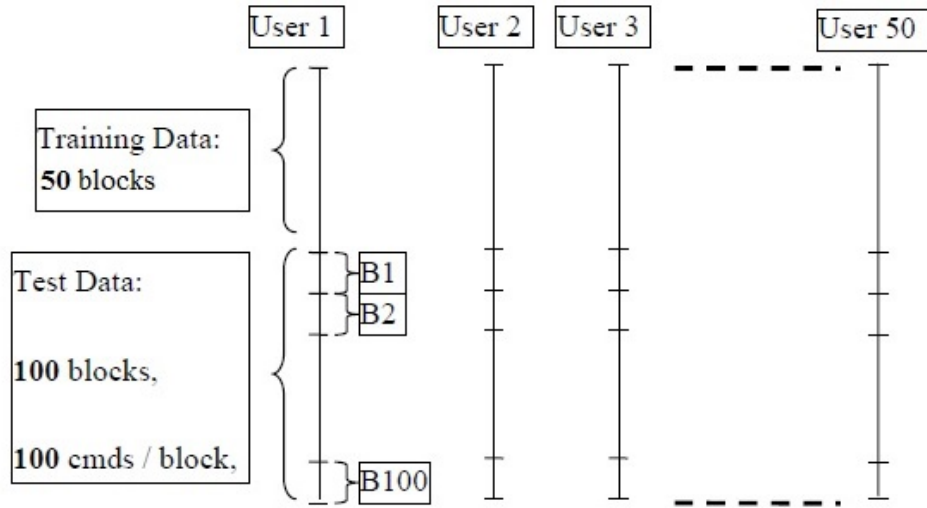 User 1
User 2
User 3
User 50
Training Data:
50 blocks
Test Data:
100 blocks,
100 cmds / block,
B1
B2
B100